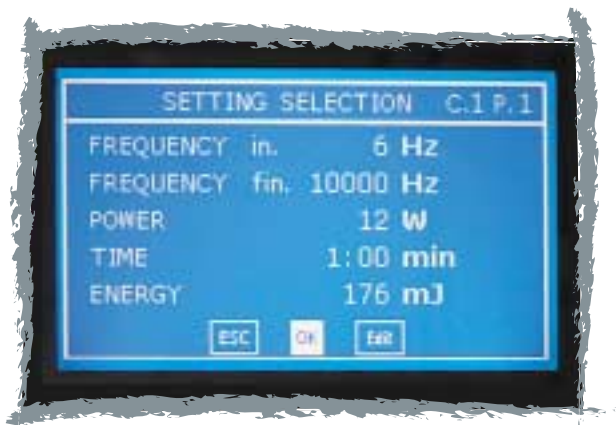 SETTING SELECTION C.1 P.1
FREQUENCY in. 6 Hz
FREQUENCY fin. 10000 Hz
POWER 12 W
TIME 1:00 min
ENERGY 176 mJ
ESC OK Edit